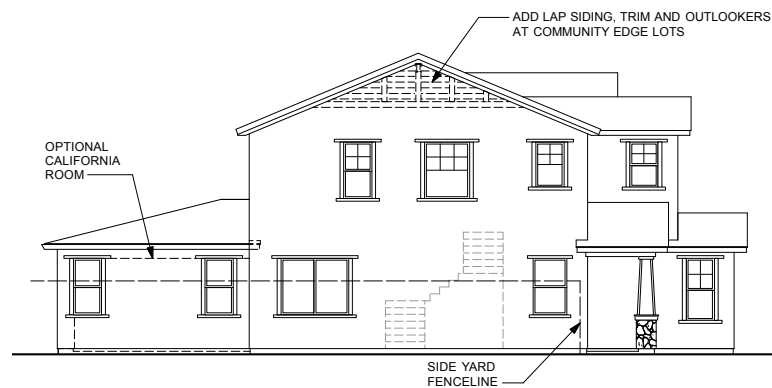 ADD LAP SIDING, TRIM AND OUTLOOKERS
AT COMMUNITY EDGE LOTS
OPTIONAL
CALIFORNIA
ROOM
SIDE YARD
FENCELINE